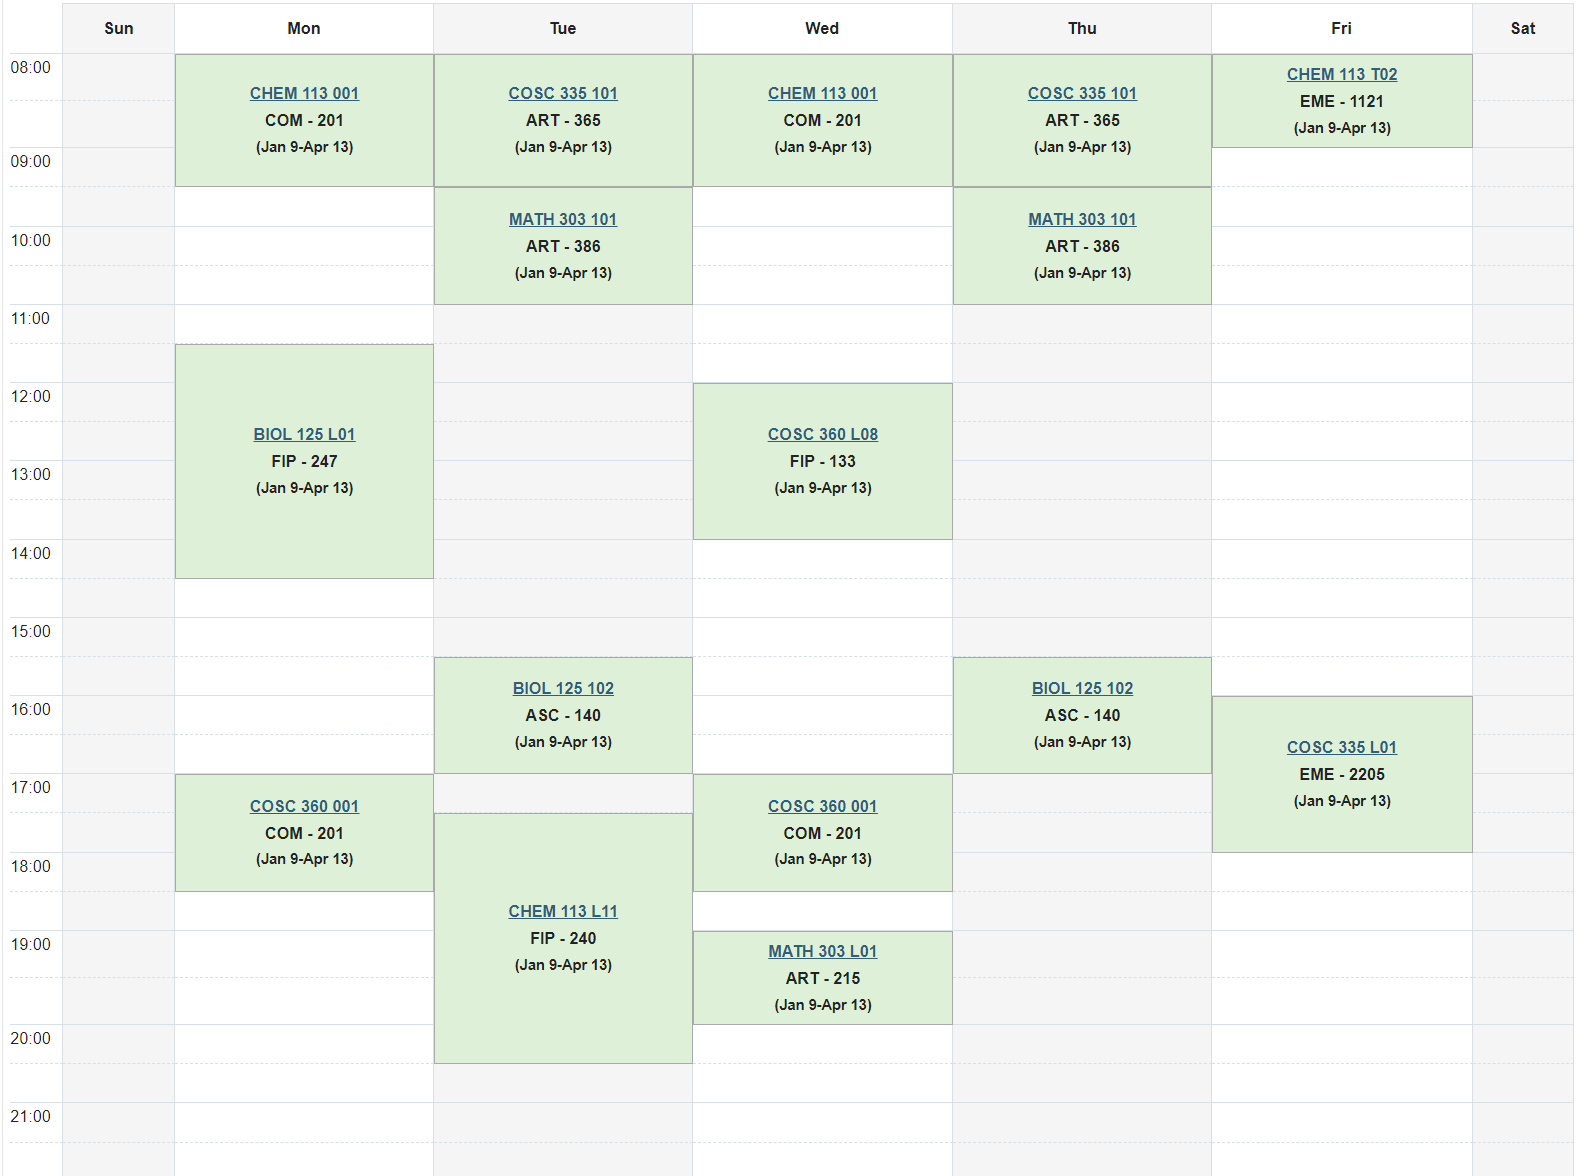 Sun Mon Tue Wed Thu Fri Sat
08:00
CHEM 113 001
COM - 201
(Jan 9-Apr 13)
COSC 335 101
ART - 365
(Jan 9-Apr 13)
CHEM 113 001
COM - 201
(Jan 9-Apr 13)
COSC 335 101
ART - 365
(Jan 9-Apr 13)
CHEM 113 T02
EME - 1121
(Jan 9-Apr 13)
09:00
MATH 303 101
ART - 386
(Jan 9-Apr 13)
MATH 303 101
ART - 386
(Jan 9-Apr 13)
10:00
11:00
BIOL 125 L01
FIP - 247
(Jan 9-Apr 13)
12:00
COSC 360 L08
FIP - 133
(Jan 9-Apr 13)
13:00
14:00
15:00
BIOL 125 102
ASC - 140
(Jan 9-Apr 13)
BIOL 125 102
ASC - 140
(Jan 9-Apr 13)
16:00
COSC 335 L01
EME - 2205
(Jan 9-Apr 13)
17:00
COSC 360 001
COM - 201
(Jan 9-Apr 13)
CHEM 113 L11
FIP - 240
(Jan 9-Apr 13)
COSC 360 001
COM - 201
(Jan 9-Apr 13)
18:00
19:00
MATH 303 L01
ART - 215
(Jan 9-Apr 13)
20:00
21:00